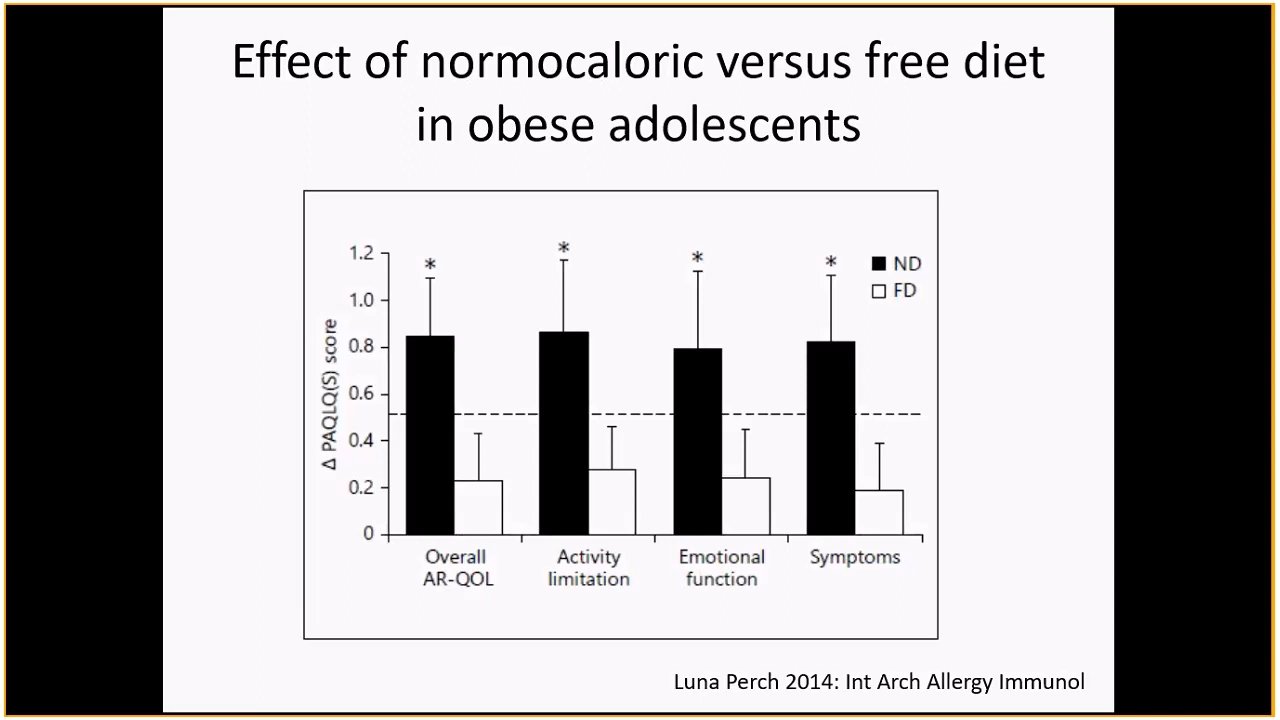 Effect of normocaloric versus free diet
in obese adolescents
Δ PAQLQ(S) score
1.2
1.0
0.8
0.6
0.4
0.2
0
*
*
*
*
ND
FD
Overall
AR-QOL
Activity
limitation
Emotional
function
Symptoms
Luna Perch 2014: Int Arch Allergy Immunol